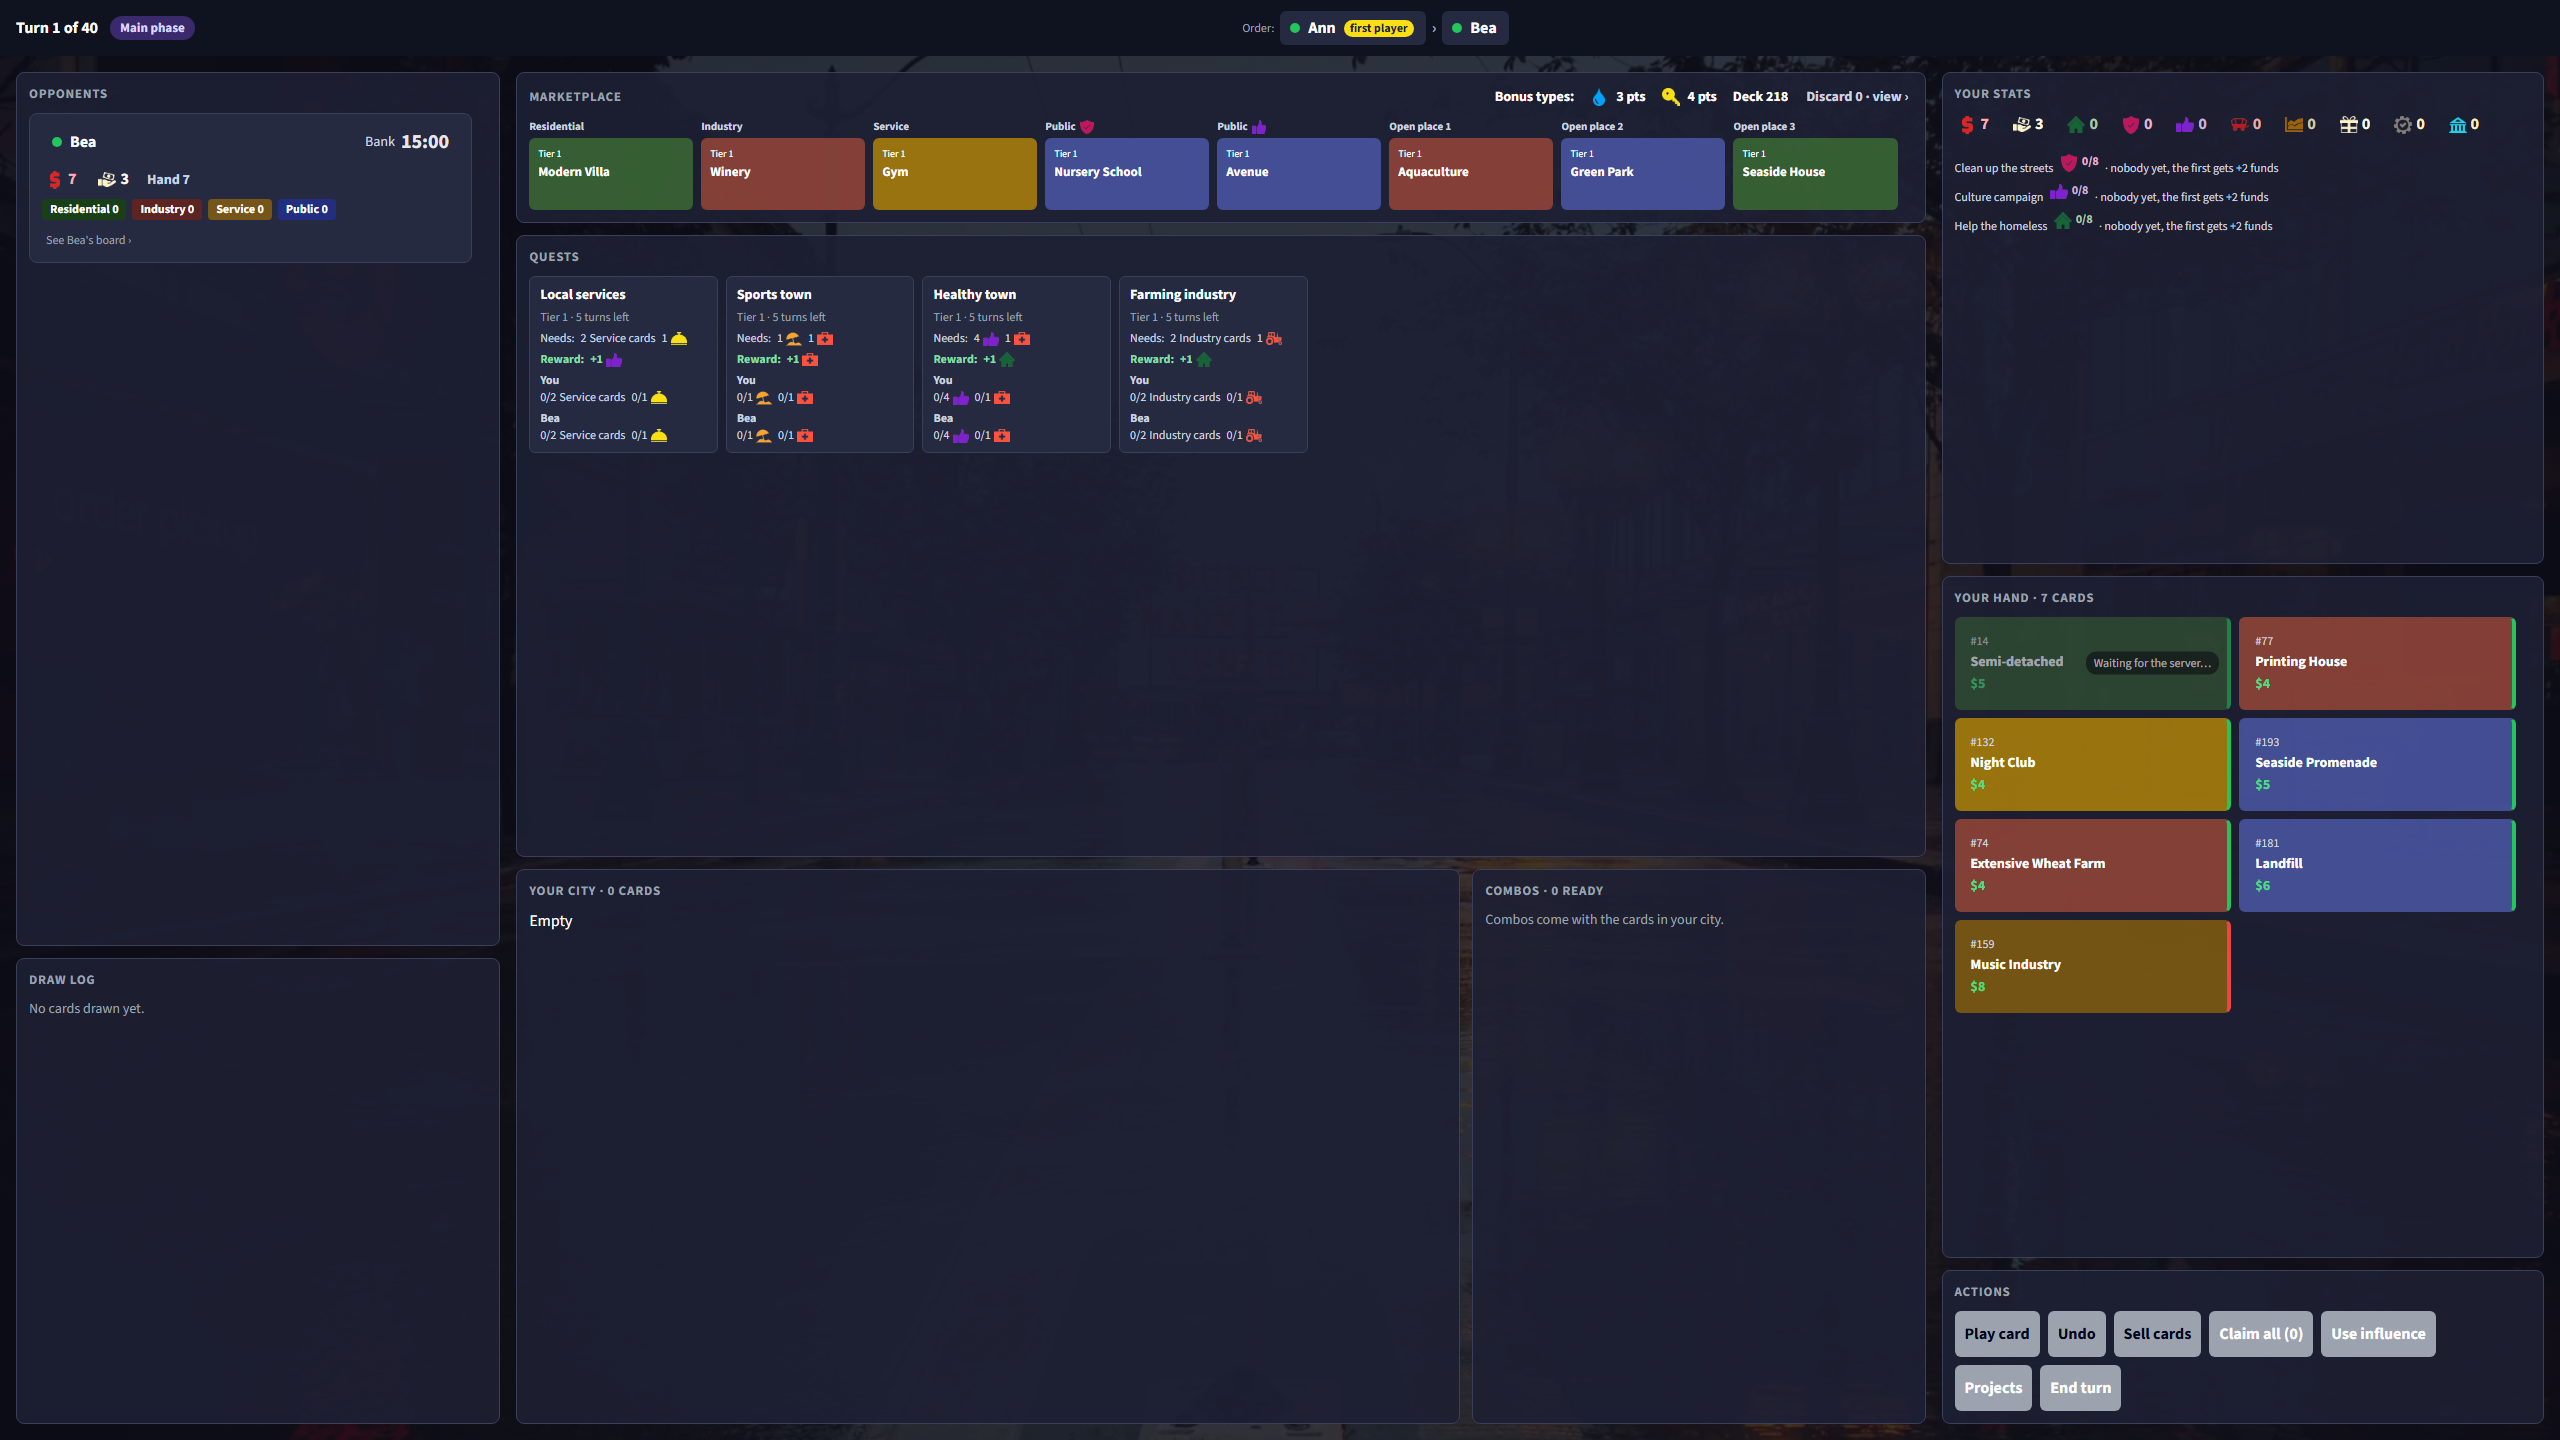 Turn 1 of 40 Main phase
Order: Ann first player › Bea
OPPONENTS
Bea Bank 15:00
7 3 Hand 7
Residential 0 Industry 0 Service 0 Public 0
See Bea's board ›
DRAW LOG
No cards drawn yet.
MARKETPLACE Bonus types: 3 pts 4 pts Deck 218 Discard 0 · view ›
Residential Industry Service Public Public Open place 1 Open place 2 Open place 3
Tier 1 Tier 1 Tier 1 Tier 1 Tier 1 Tier 1 Tier 1 Tier 1
Modern Villa Winery Gym Nursery School Avenue Aquaculture Green Park Seaside House
QUESTS
Local services
Tier 1 · 5 turns left
Needs: 2 Service cards 1
Reward: +1
You
0/2 Service cards 0/1
Bea
0/2 Service cards 0/1
Sports town
Tier 1 · 5 turns left
Needs: 1 1
Reward: +1
You
0/1 0/1
Bea
0/1 0/1
Healthy town
Tier 1 · 5 turns left
Needs: 4 1
Reward: +1
You
0/4 0/1
Bea
0/4 0/1
Farming industry
Tier 1 · 5 turns left
Needs: 2 Industry cards 1
Reward: +1
You
0/2 Industry cards 0/1
Bea
0/2 Industry cards 0/1
YOUR CITY · 0 CARDS
Empty
COMBOS · 0 READY
Combos come with the cards in your city.
YOUR STATS
7 3 0 0 0 0 0 0 0 0
Clean up the streets 0/8 · nobody yet, the first gets +2 funds
Culture campaign 0/8 · nobody yet, the first gets +2 funds
Help the homeless 0/8 · nobody yet, the first gets +2 funds
YOUR HAND · 7 CARDS
#14
Semi-detached
$5
Waiting for the server...
#77
Printing House
$4
#132
Night Club
$4
#193
Seaside Promenade
$5
#74
Extensive Wheat Farm
$4
#181
Landfill
$6
#159
Music Industry
$8
ACTIONS
Play card Undo Sell cards Claim all (0) Use influence
Projects End turn